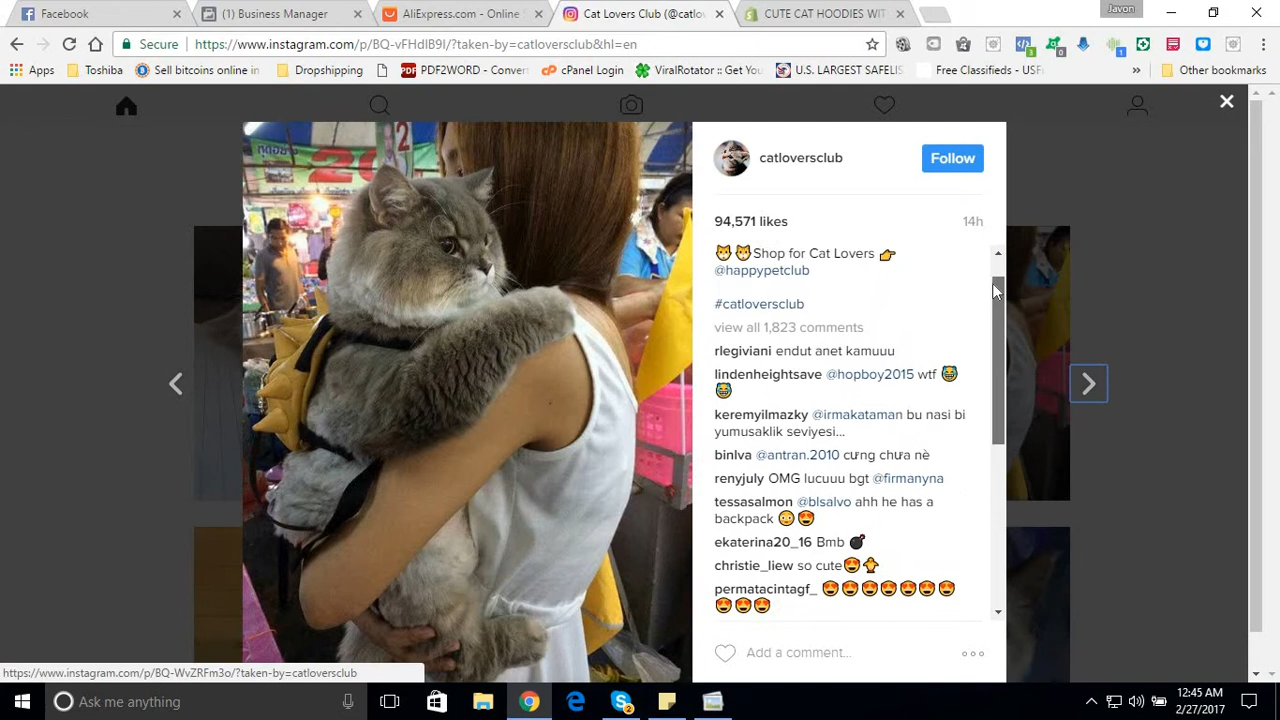 Facebook
(1) Business Manager
AliExpress.com - Online
Cat Lovers Club (@catlov
CUTE CAT HOODIES WIT
Javon
Secure
https://www.instagram.com/p/BQ-vFHdlB9I/?taken-by=catloversclub&hl=en
Apps
Toshiba
Sell bitcoins online in
Dropshipping
PDF2WORD - Conver
cPanel Login
ViralRotator :: Get You
U.S. LARGEST SAFELIS
Free Classifieds - USF
Other bookmarks
catloversclub
Follow
94,571 likes
14h
Shop for Cat Lovers
@happypetclub
#catloversclub
view all 1,823 comments
rlegiviani endut anet kamuuu
lindenheightsave @hopboy2015 wtf
keremyilmazky @irmakataman bu nasi bi
yumusaklik seviyesi...
binlva @antran.2010 cưng chưa nè
renyjuly OMG lucuuu bgt @firmanyna
tessasalmon @blsalvo ahh he has a
backpack
ekaterina20_16 Bmb
christie_liew so cute
permatacintagf_
Add a comment...
https://www.instagram.com/p/BQ-WvZRFm3o/?taken-by=catloversclub
Ask me anything
12:45 AM
2/27/2017